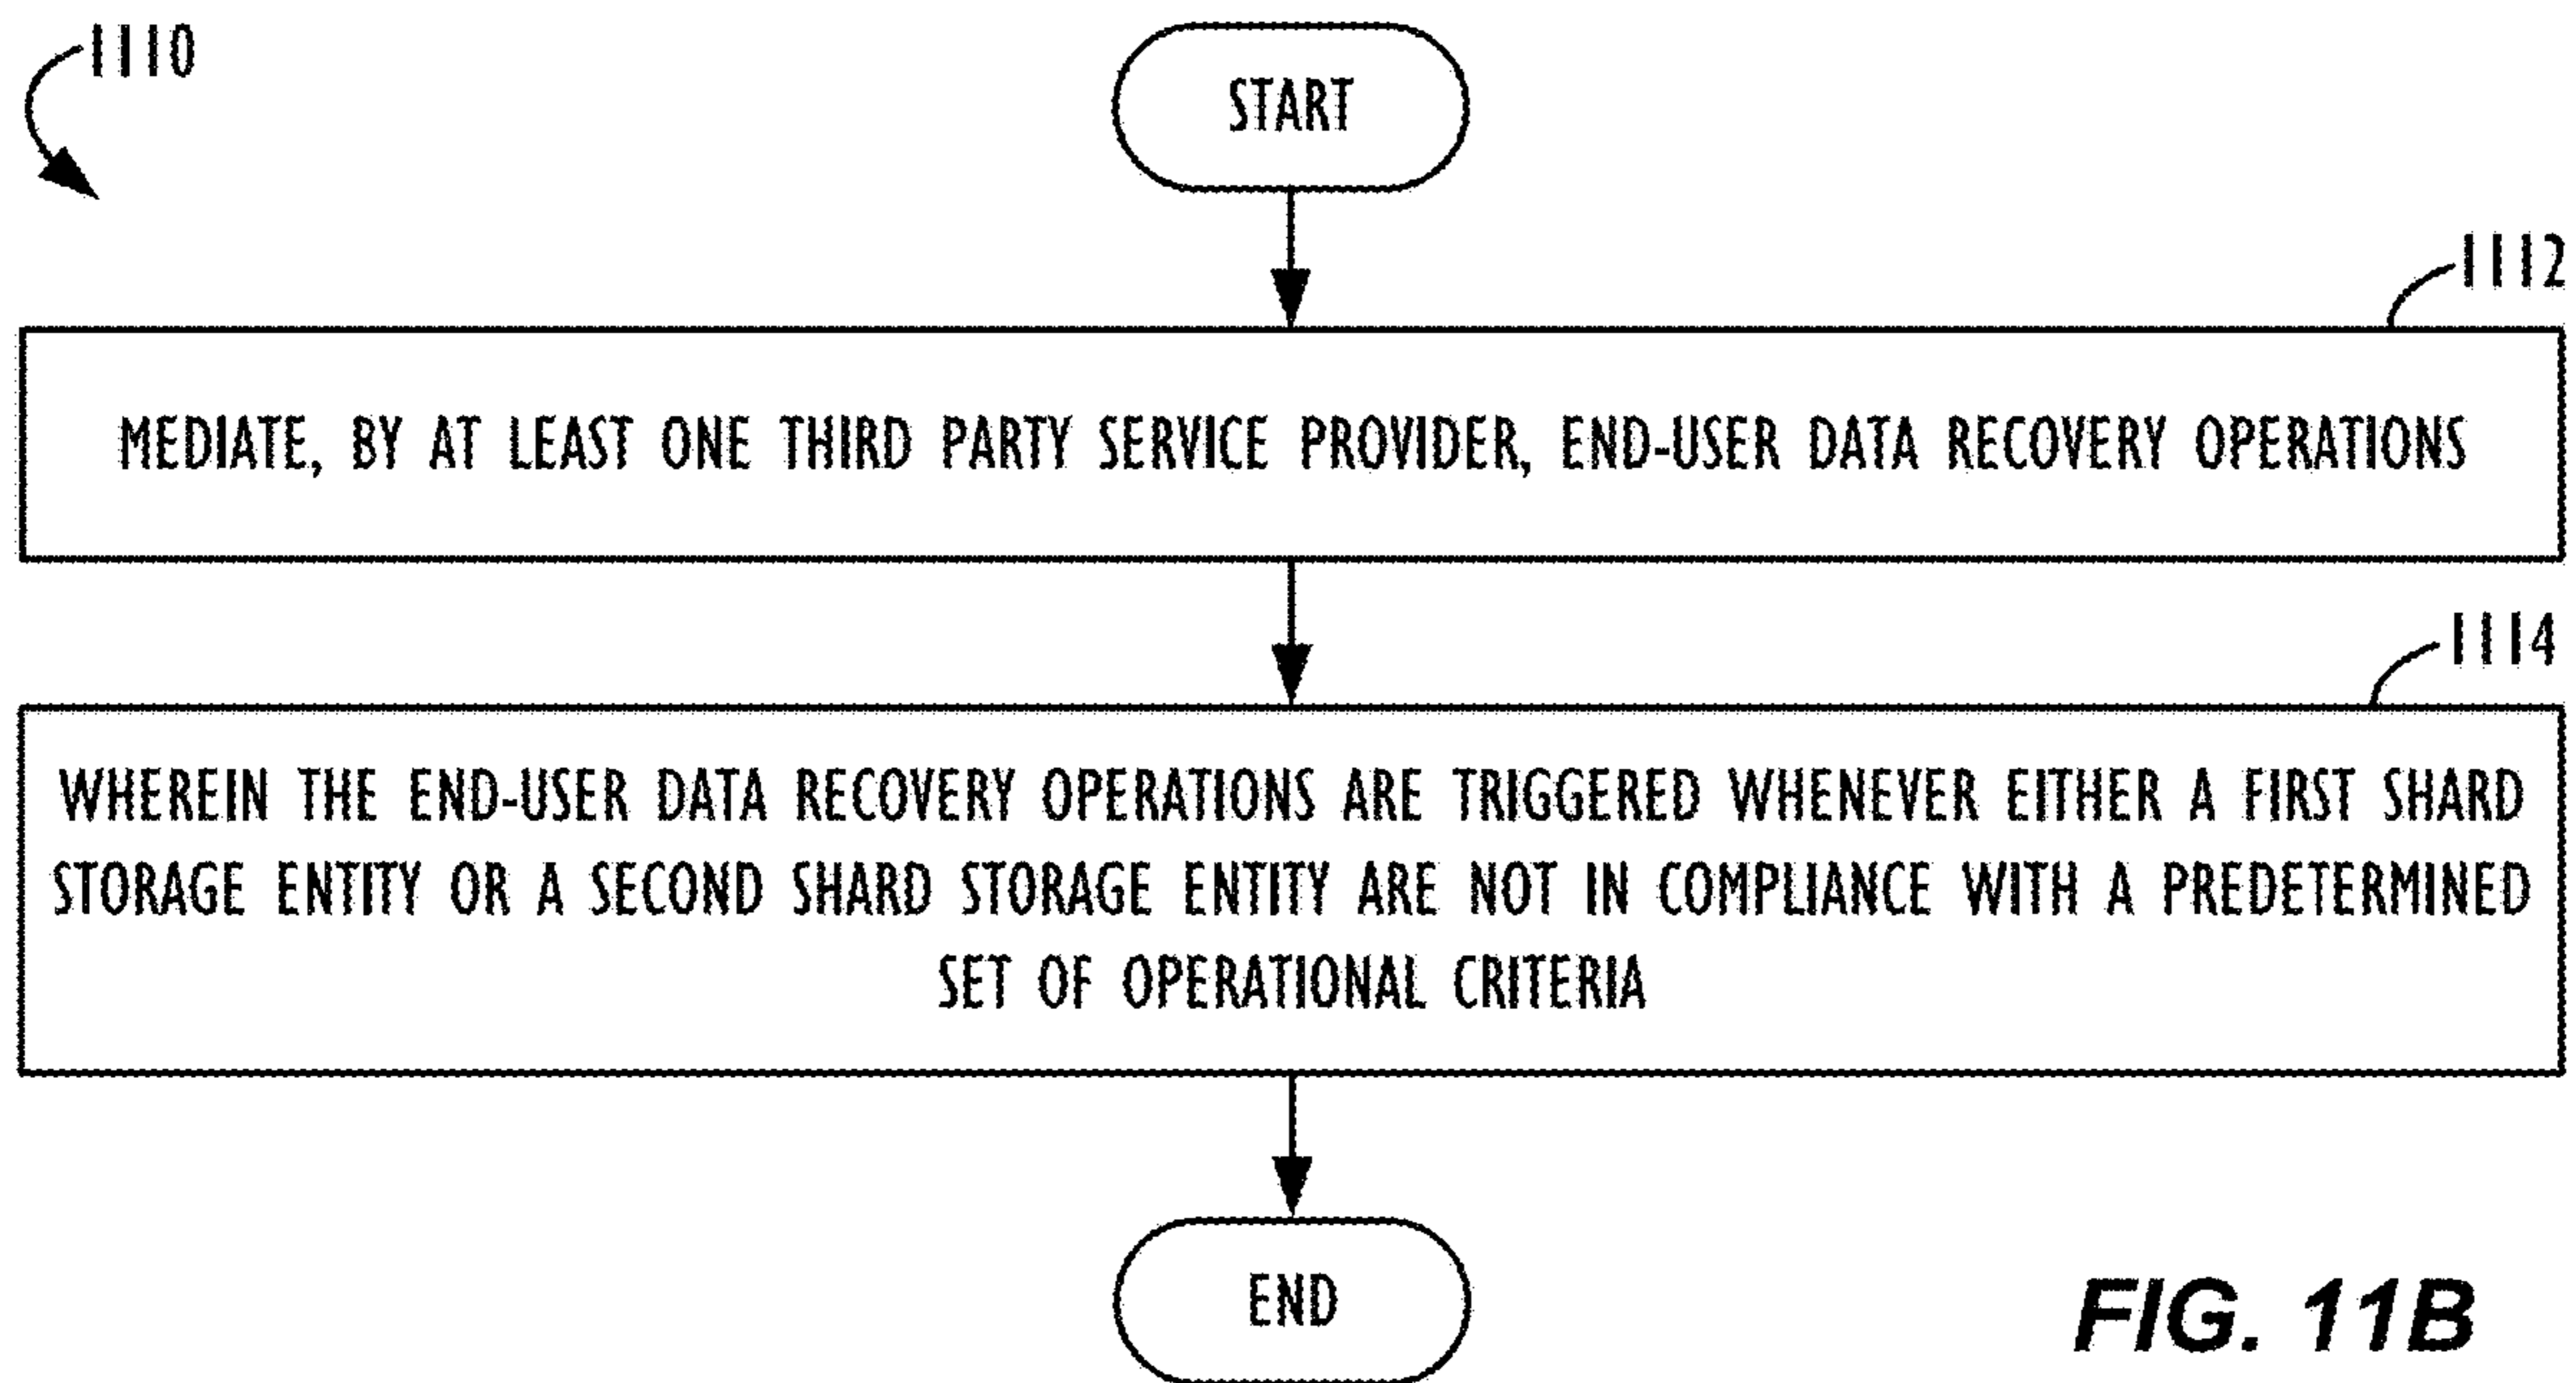 1110
START
1112
MEDIATE, BY AT LEAST ONE THIRD PARTY SERVICE PROVIDER, END-USER DATA RECOVERY OPERATIONS
1114
WHEREIN THE END-USER DATA RECOVERY OPERATIONS ARE TRIGGERED WHENEVER EITHER A FIRST SHARD
STORAGE ENTITY OR A SECOND SHARD STORAGE ENTITY ARE NOT IN COMPLIANCE WITH A PREDETERMINED
SET OF OPERATIONAL CRITERIA
END
FIG. 11B